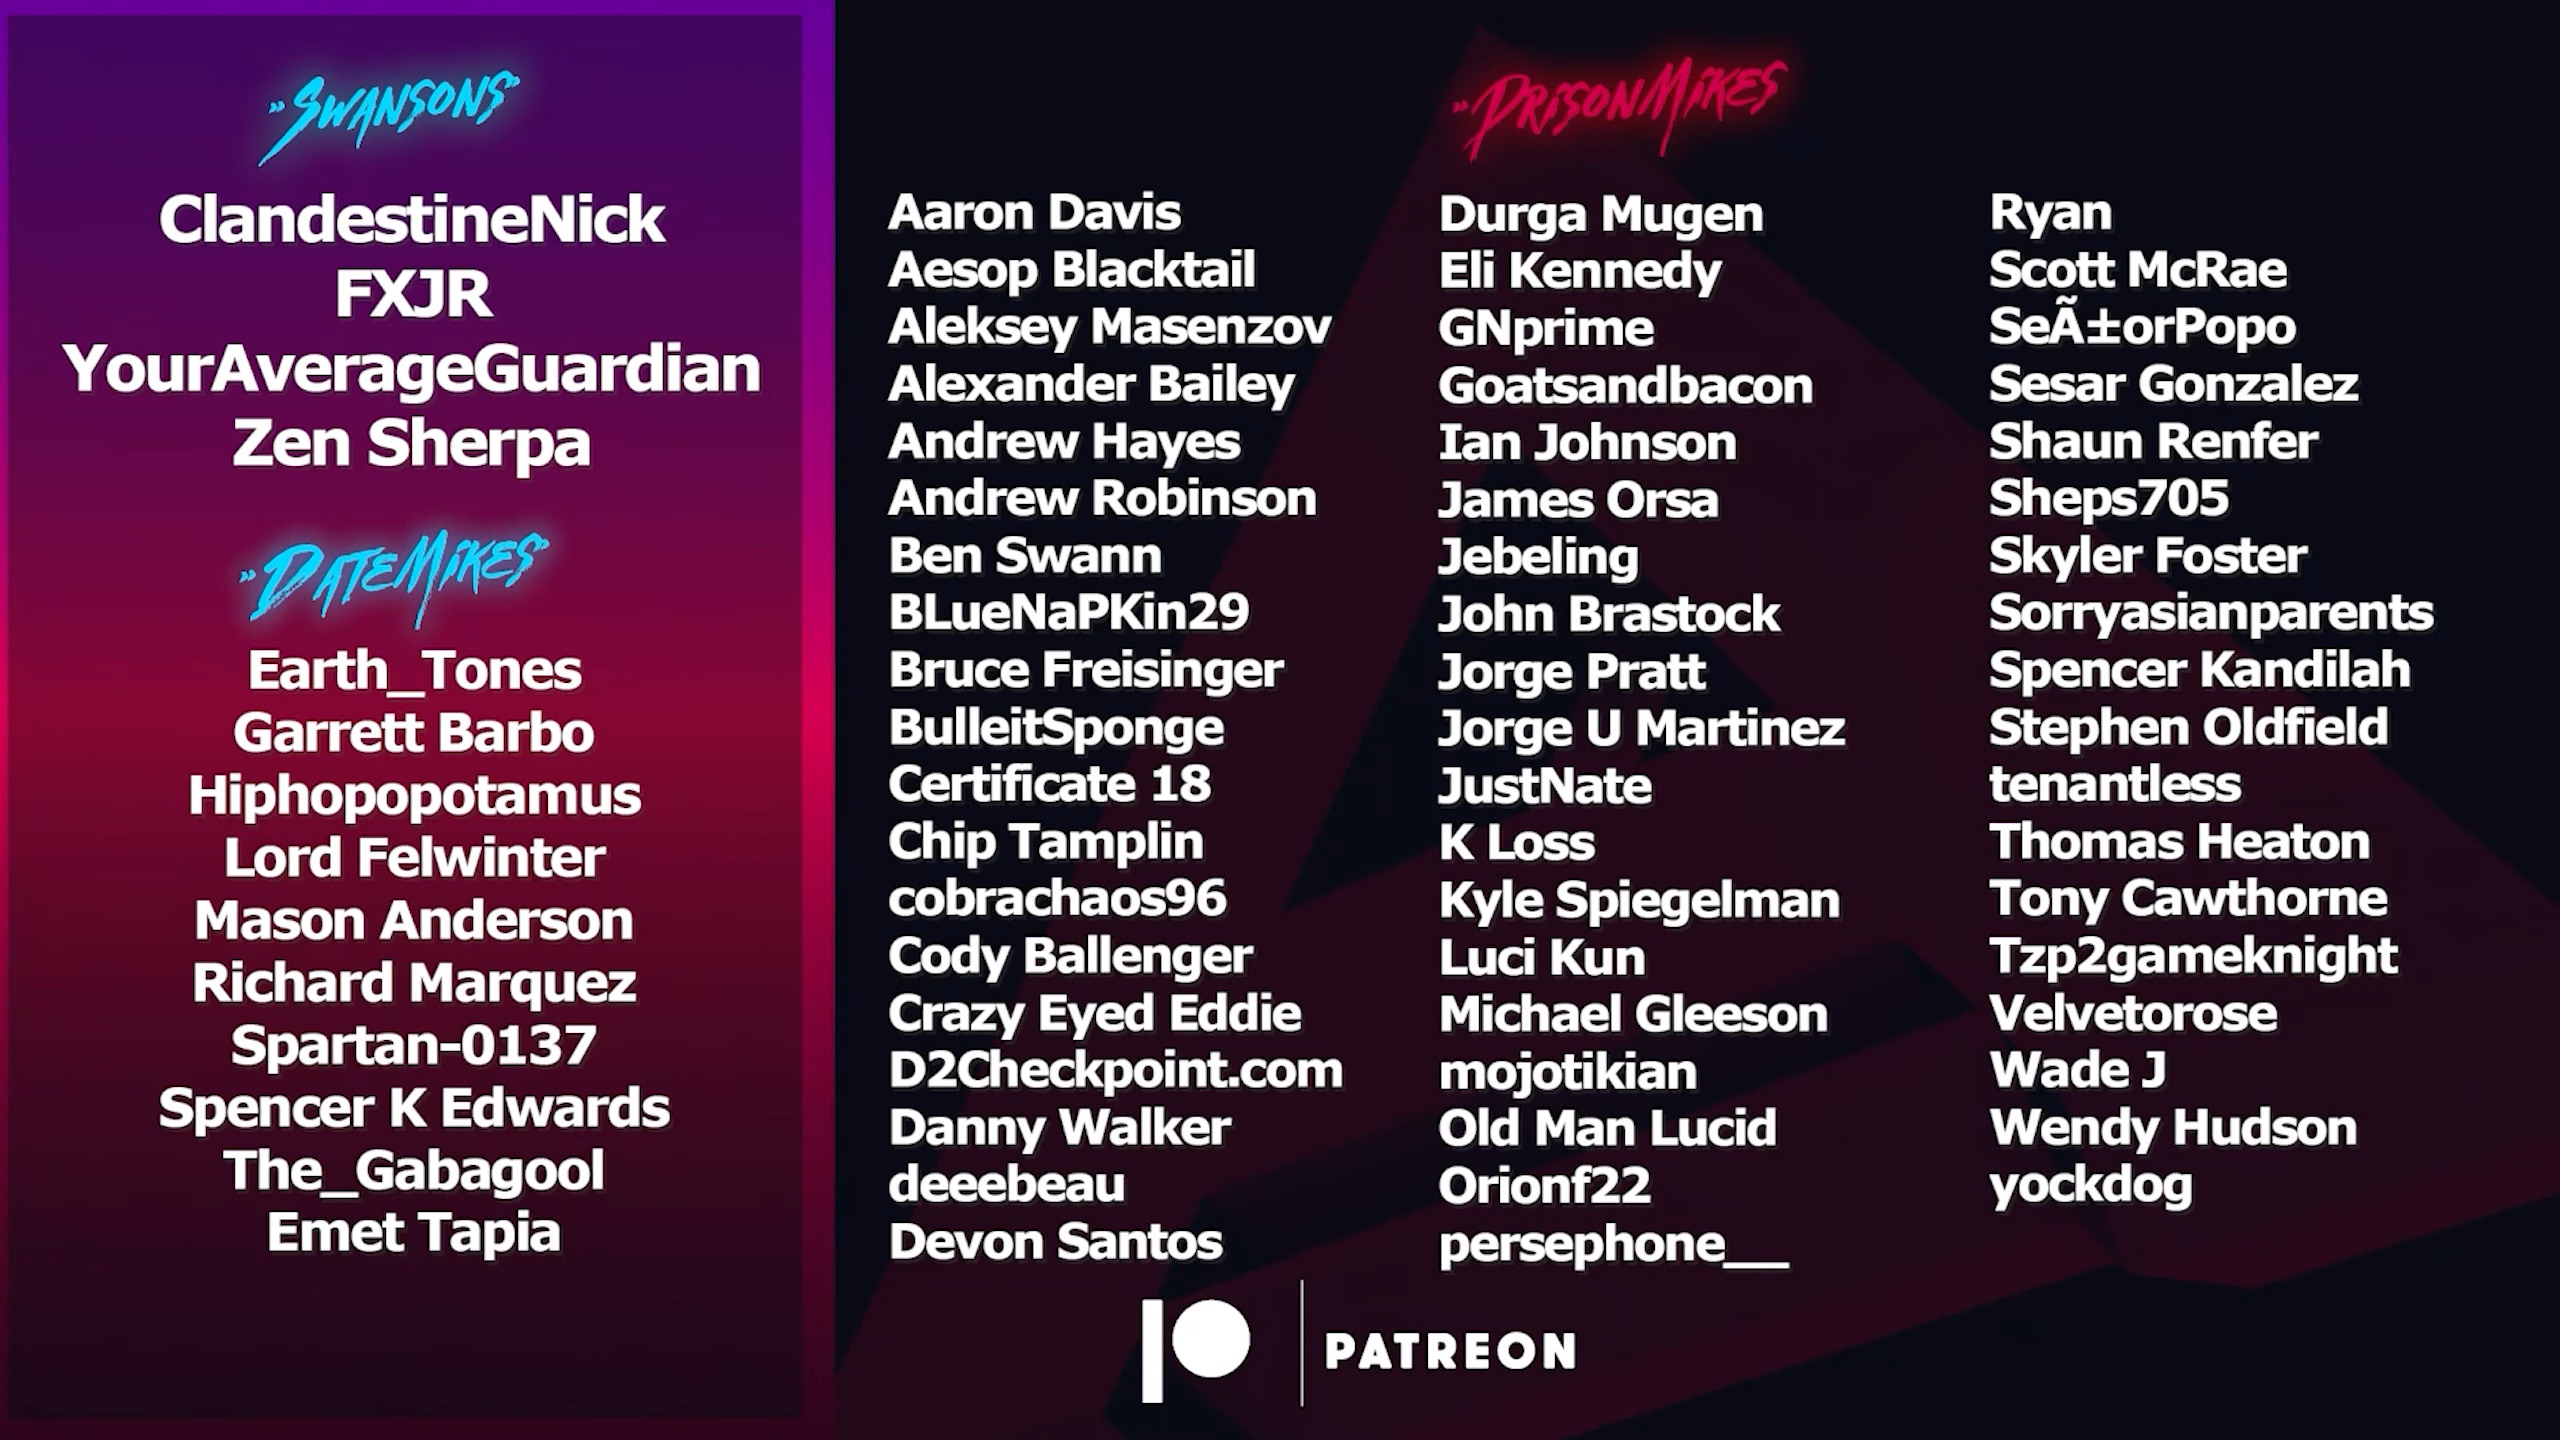 "Swansons"
ClandestineNick
FXJR
YourAverageGuardian
Zen Sherpa
"DateMikes"
Earth_Tones
Garrett Barbo
Hiphopopotamus
Lord Felwinter
Mason Anderson
Richard Marquez
Spartan-0137
Spencer K Edwards
The_Gabagool
Emet Tapia
"PrisonMikes
Aaron Davis
Aesop Blacktail
Aleksey Masenzov
Alexander Bailey
Andrew Hayes
Andrew Robinson
Ben Swann
BLueNaPKin29
Bruce Freisinger
BulleitSponge
Certificate 18
Chip Tamplin
cobrachaos96
Cody Ballenger
Crazy Eyed Eddie
D2Checkpoint.com
Danny Walker
deeebeau
Devon Santos
Durga Mugen
Eli Kennedy
GNprime
Goatsandbacon
Ian Johnson
James Orsa
Jebeling
John Brastock
Jorge Pratt
Jorge U Martinez
JustNate
K Loss
Kyle Spiegelman
Luci Kun
Michael Gleeson
mojotikian
Old Man Lucid
Orionf22
persephone__
Ryan
Scott McRae
SeÃ±orPopo
Sesar Gonzalez
Shaun Renfer
Sheps705
Skyler Foster
Sorryasianparents
Spencer Kandilah
Stephen Oldfield
tenantless
Thomas Heaton
Tony Cawthorne
Tzp2gameknight
Velvetorose
Wade J
Wendy Hudson
yockdog
PATREON